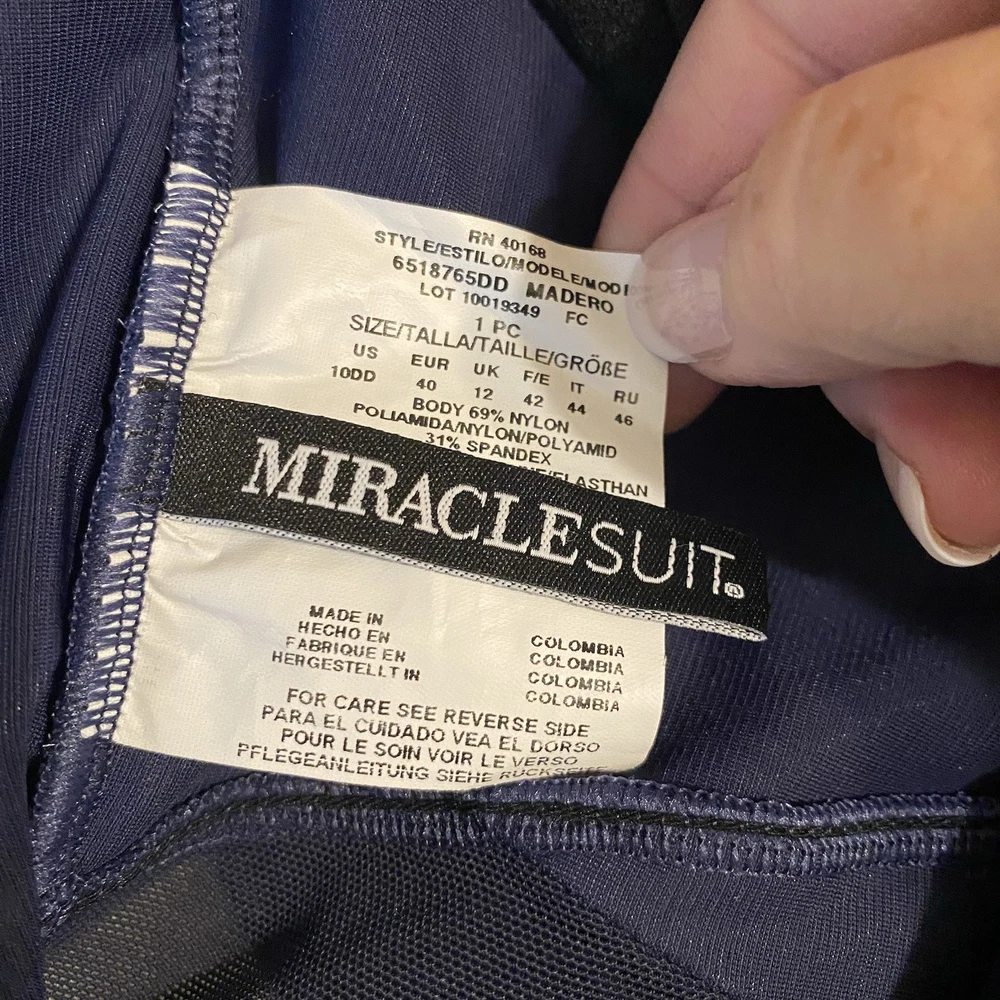 RN 40168
STYLE/ESTILO/MODELE/MODE
6518765DD MADERO
LOT 10019349 FC
1 PC
SIZE/TALLA/TAILLE/GRÖßE
US EUR UK F/E IT RU
10DD 40 12 42 44 46
BODY 69% NYLON
POLIAMIDA/NYLON/POLYAMID
31% SPANDEX
/ELASTHAN
MIRACLESUIT®
MADE IN COLOMBIA
HECHO EN COLOMBIA
FABRIQUE EN COLOMBIA
HERGESTELLT IN COLOMBIA
FOR CARE SEE REVERSE SIDE
PARA EL CUIDADO VEA EL DORSO
POUR LE SOIN VOIR LE VERSO
PFLEGEANLEITUNG SIEHE RUCKSEITE